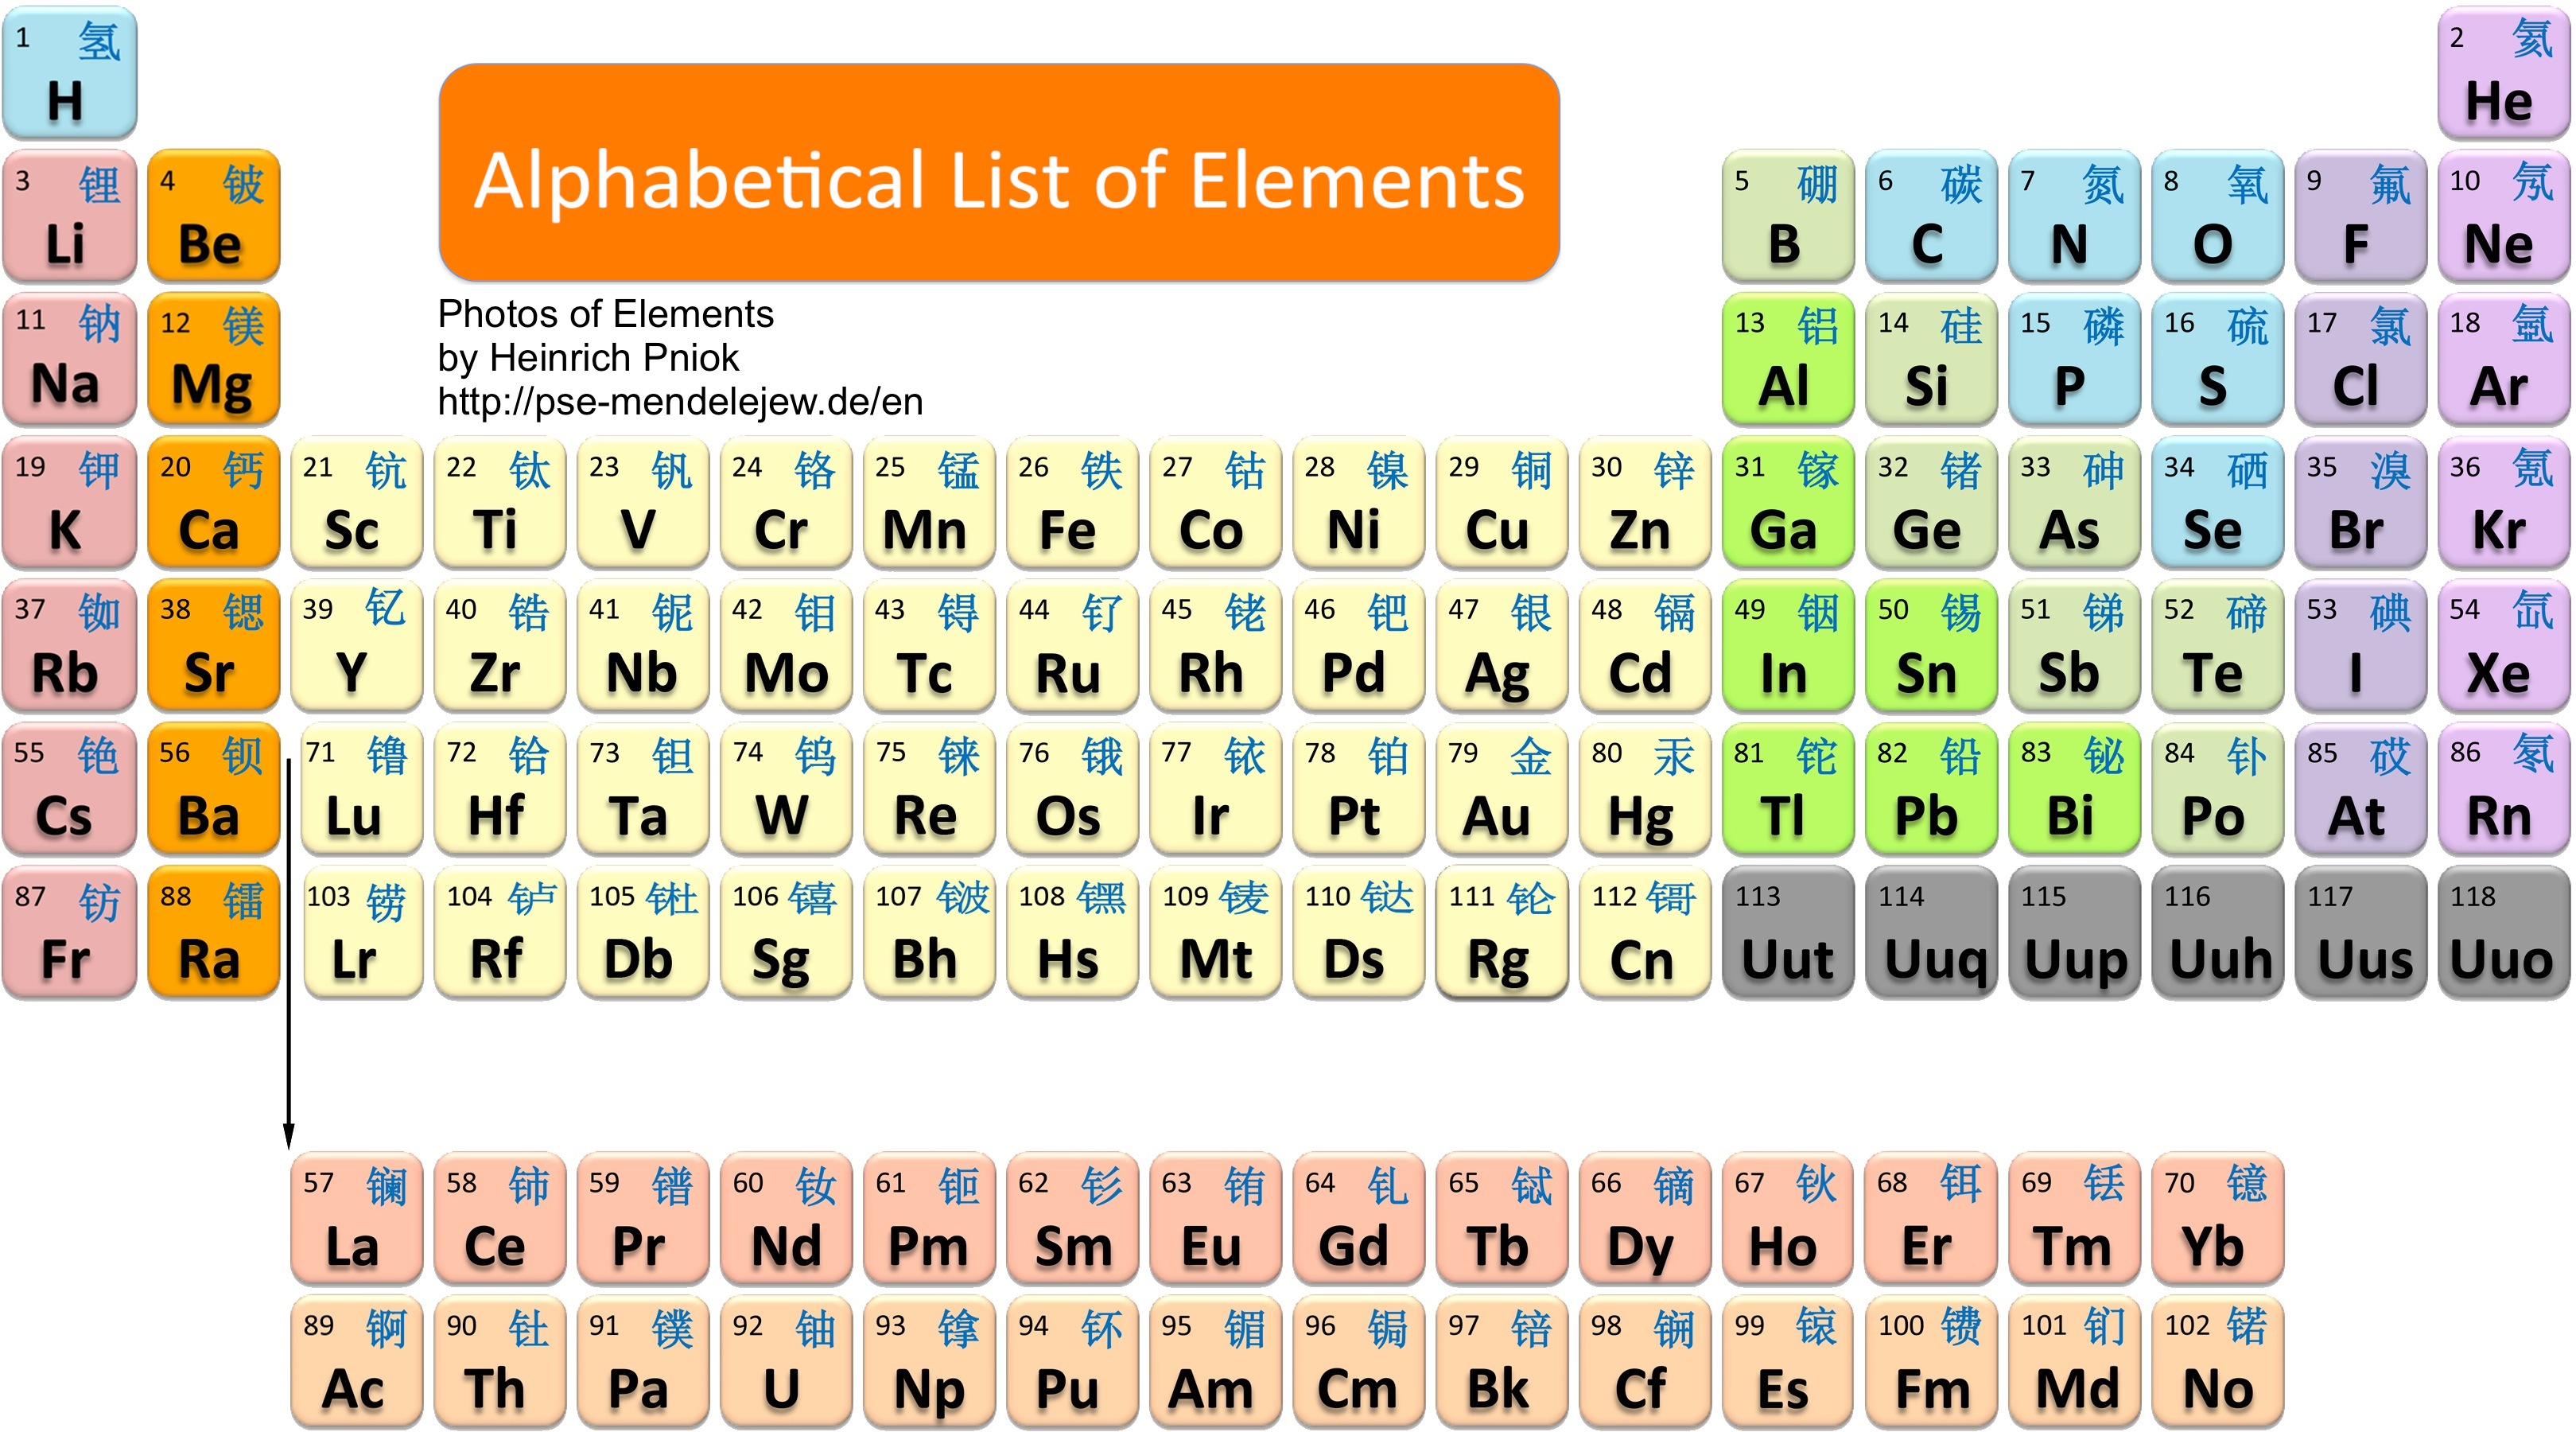 1 氢 2 氦
H He
Alphabetical List of Elements
3 锂 4 铍 5 硼 6 碳 7 氮 8 氧 9 氟 10 氖
Li Be B C N O F Ne
Photos of Elements
by Heinrich Pniok
http://pse-mendelejew.de/en
11 钠 12 镁 13 铝 14 硅 15 磷 16 硫 17 氯 18 氩
Na Mg Al Si P S Cl Ar
19 钾 20 钙 21 钪 22 钛 23 钒 24 铬 25 锰 26 铁 27 钴 28 镍 29 铜 30 锌 31 镓 32 锗 33 砷 34 硒 35 溴 36 氪
K Ca Sc Ti V Cr Mn Fe Co Ni Cu Zn Ga Ge As Se Br Kr
37 铷 38 锶 39 钇 40 锆 41 铌 42 钼 43 锝 44 钌 45 铑 46 钯 47 银 48 镉 49 铟 50 锡 51 锑 52 碲 53 碘 54 氙
Rb Sr Y Zr Nb Mo Tc Ru Rh Pd Ag Cd In Sn Sb Te I Xe
55 铯 56 钡 71 镥 72 铪 73 钽 74 钨 75 铼 76 锇 77 铱 78 铂 79 金 80 汞 81 铊 82 铅 83 铋 84 钋 85 砹 86 氡
Cs Ba Lu Hf Ta W Re Os Ir Pt Au Hg Tl Pb Bi Po At Rn
87 钫 88 镭 103 铹 104 𬬻 105 𬭊 106 𬭳 107 𬭛 108 𬭶 109 鿏 110 𫟼 111 𬬭 112 鿔 113 114 115 116 117 118
Fr Ra Lr Rf Db Sg Bh Hs Mt Ds Rg Cn Uut Uuq Uup Uuh Uus Uuo
57 镧 58 铈 59 镨 60 钕 61 钷 62 钐 63 铕 64 钆 65 铽 66 镝 67 钬 68 铒 69 铥 70 镱
La Ce Pr Nd Pm Sm Eu Gd Tb Dy Ho Er Tm Yb
89 锕 90 钍 91 镤 92 铀 93 镎 94 钚 95 镅 96 锔 97 锫 98 锎 99 锿 100 镄 101 钔 102 锘
Ac Th Pa U Np Pu Am Cm Bk Cf Es Fm Md No